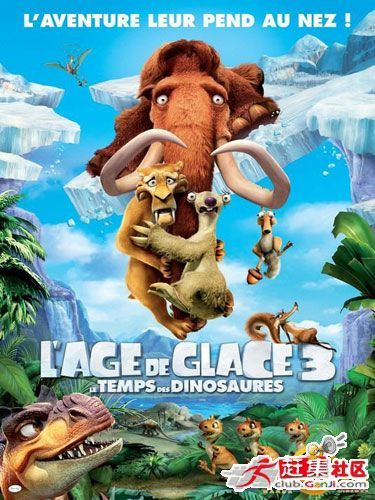 L'AVENTURE LEUR PEND AU NEZ !
L'AGE DE GLACE 3
LE TEMPS DES DINOSAURES
赶集社区
club.Ganji.com